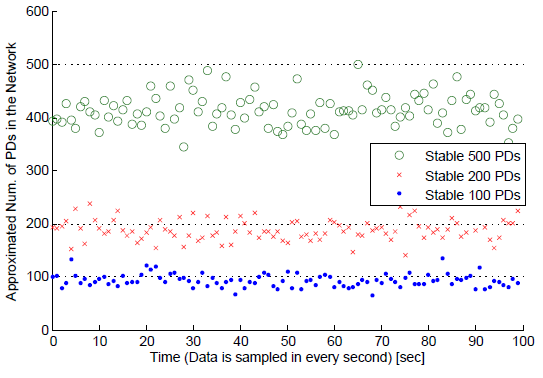 600
500
400
300
200
100
0
Approximated Num. of PDs in the Network
Stable 500 PDs
Stable 200 PDs
Stable 100 PDs
0 10 20 30 40 50 60 70 80 90 100
Time (Data is sampled in every second) [sec]